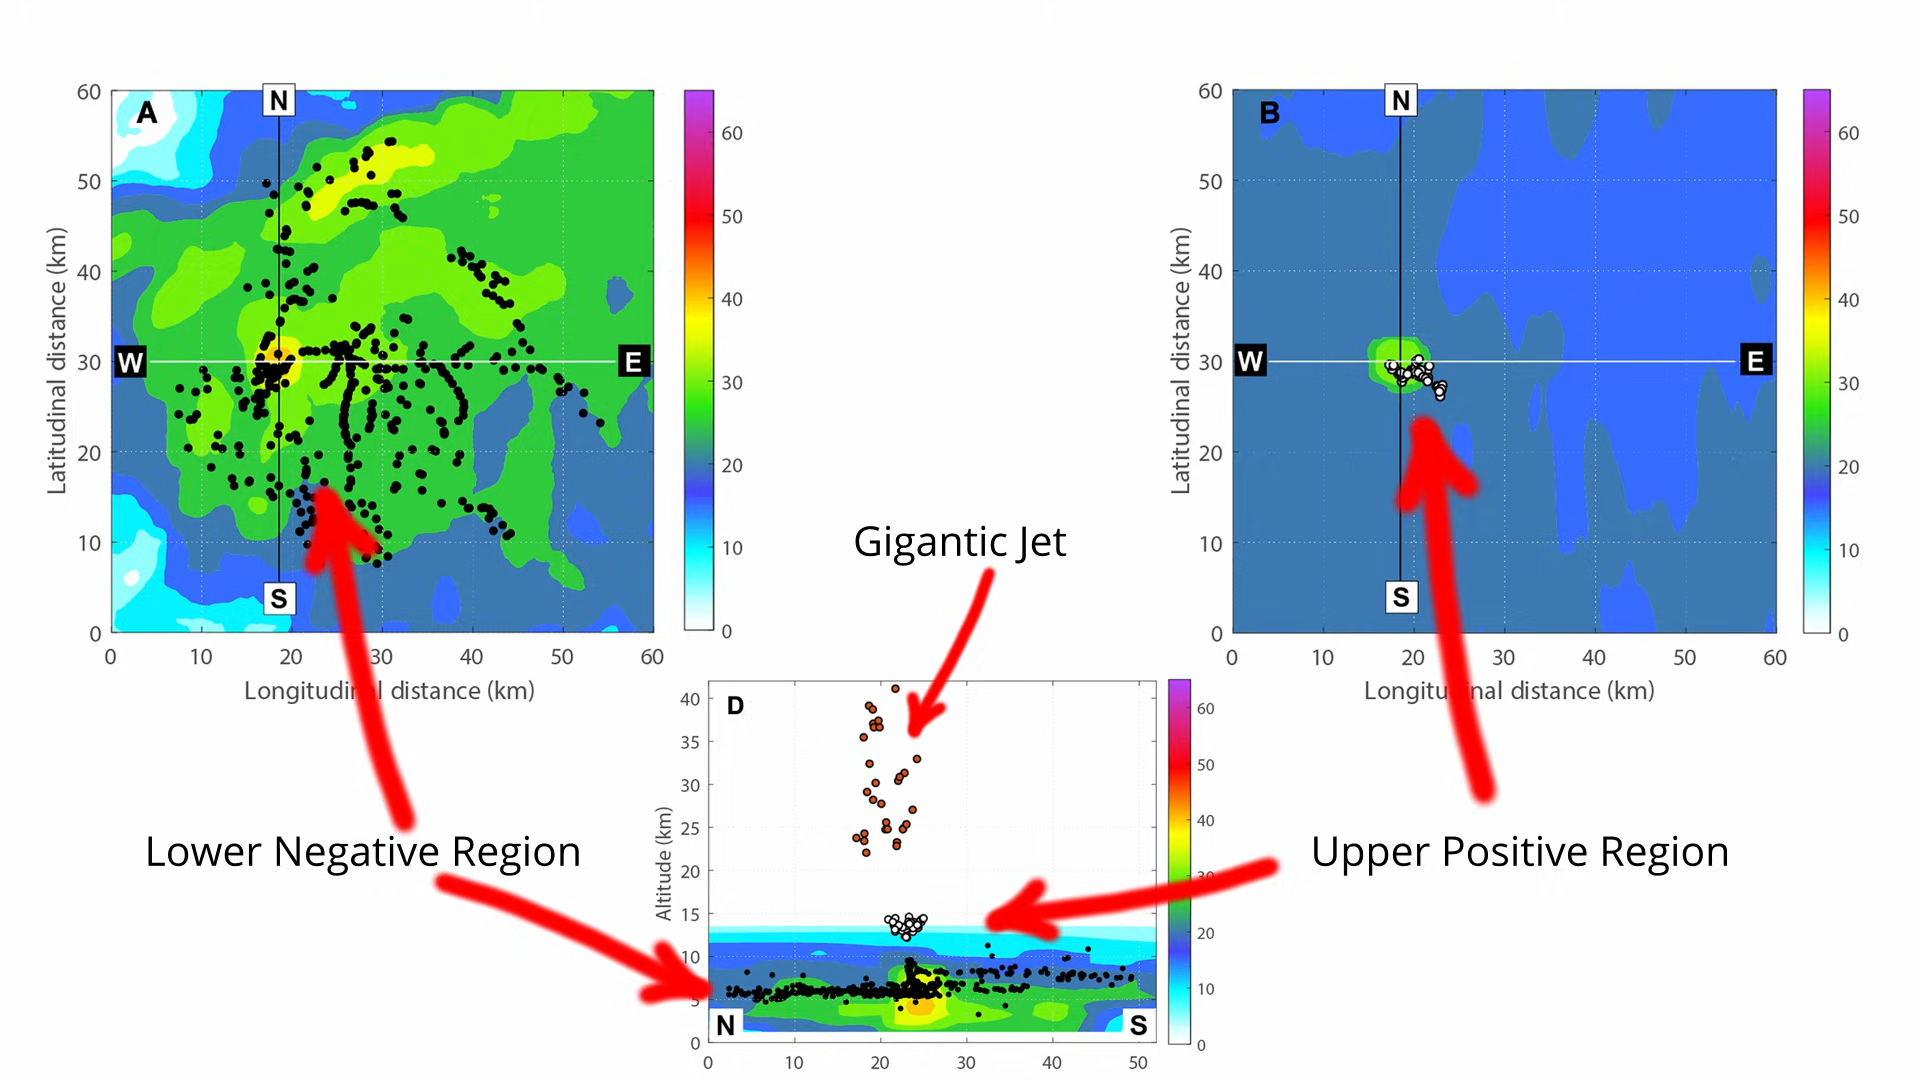 A
N
W
E
S
60
50
40
30
20
10
0
0 10 20 30 40 50 60
Latitudinal distance (km)
Longitudinal distance (km)
60
50
40
30
20
10
0
B
N
W
E
S
60
50
40
30
20
10
0
0 10 20 30 40 50 60
Latitudinal distance (km)
Longitudinal distance (km)
60
50
40
30
20
10
0
Gigantic Jet
D
40
35
30
25
20
15
10
5
0
0 10 20 30 40 50
Altitude (km)
N
S
60
50
40
30
20
10
0
Lower Negative Region
Upper Positive Region